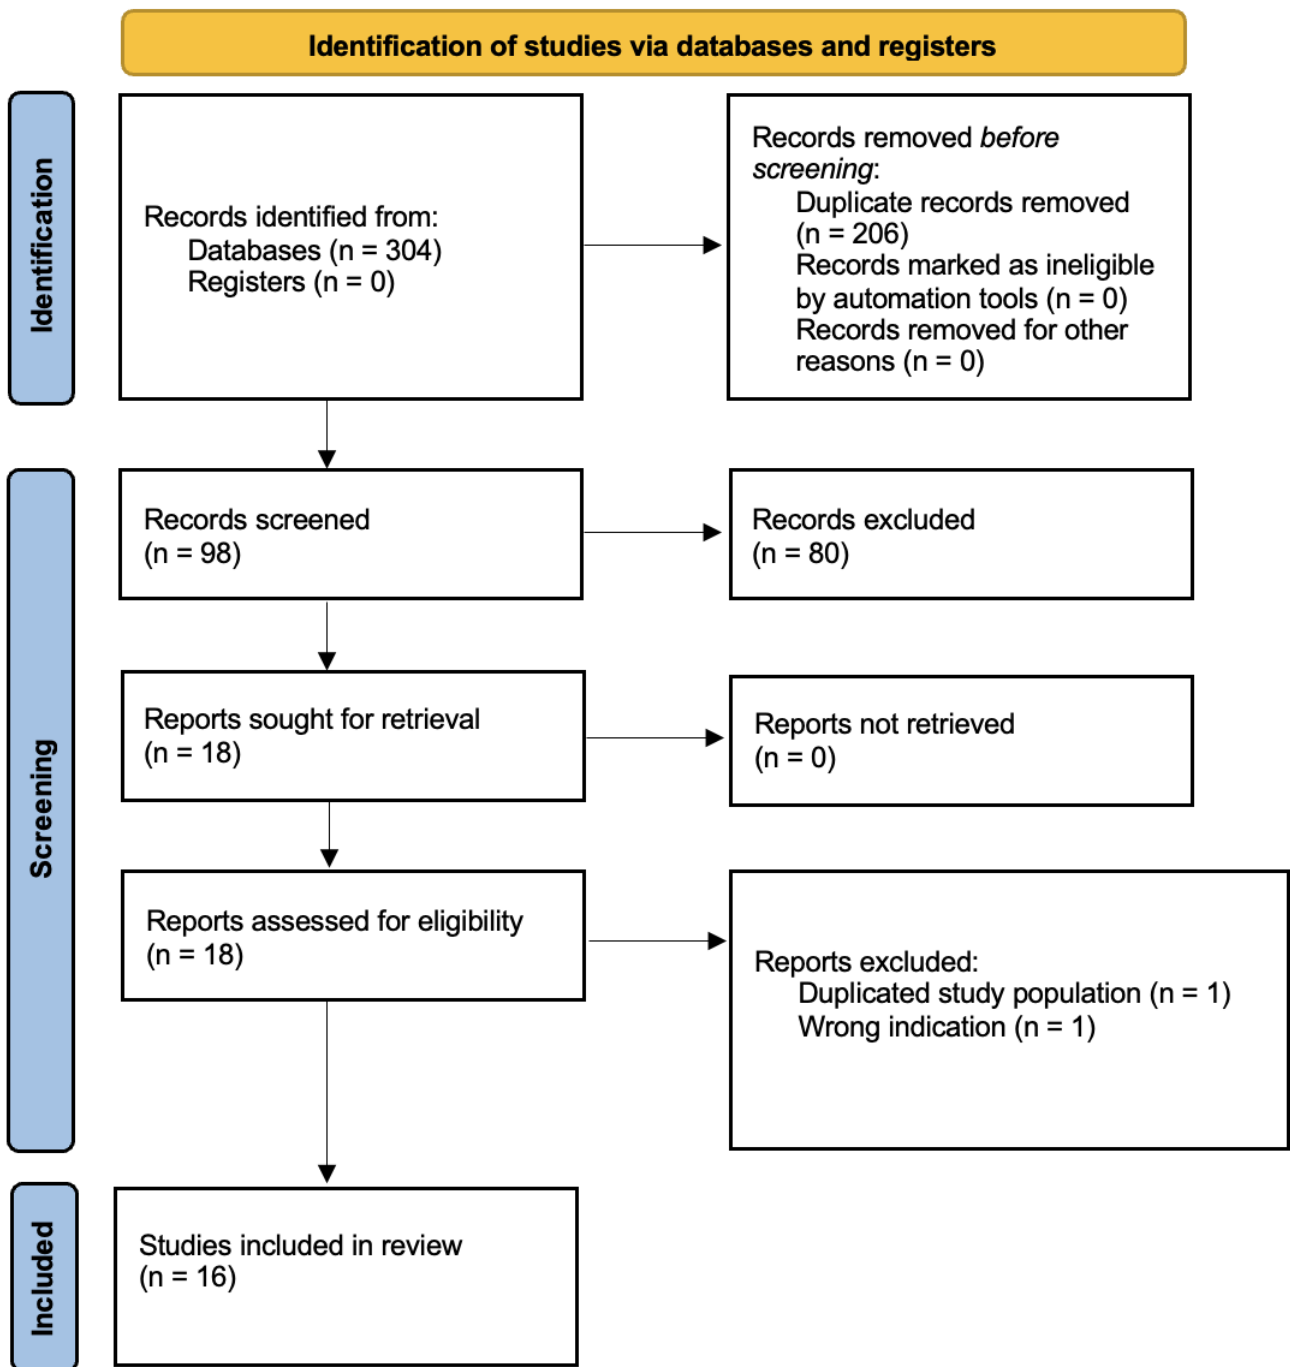 Identification of studies via databases and registers
Identification
Records identified from:
Databases (n = 304)
Registers (n = 0)
Records removed before
screening:
Duplicate records removed
(n = 206)
Records marked as ineligible
by automation tools (n = 0)
Records removed for other
reasons (n = 0)
Screening
Records screened
(n = 98)
Records excluded
(n = 80)
Reports sought for retrieval
(n = 18)
Reports not retrieved
(n = 0)
Reports assessed for eligibility
(n = 18)
Reports excluded:
Duplicated study population (n = 1)
Wrong indication (n = 1)
Included
Studies included in review
(n = 16)